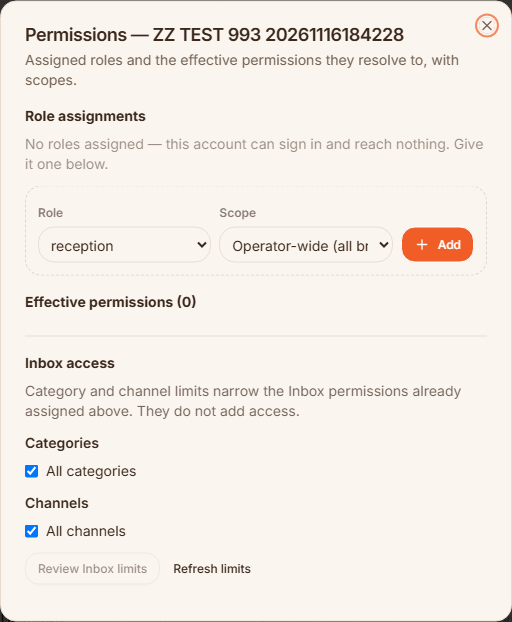 Permissions — ZZ TEST 993 20261116184228
Assigned roles and the effective permissions they resolve to, with
scopes.
Role assignments
No roles assigned — this account can sign in and reach nothing. Give
it one below.
Role
Scope
reception
Operator-wide (all br
Add
Effective permissions (0)
Inbox access
Category and channel limits narrow the Inbox permissions already
assigned above. They do not add access.
Categories
All categories
Channels
All channels
Review Inbox limits
Refresh limits